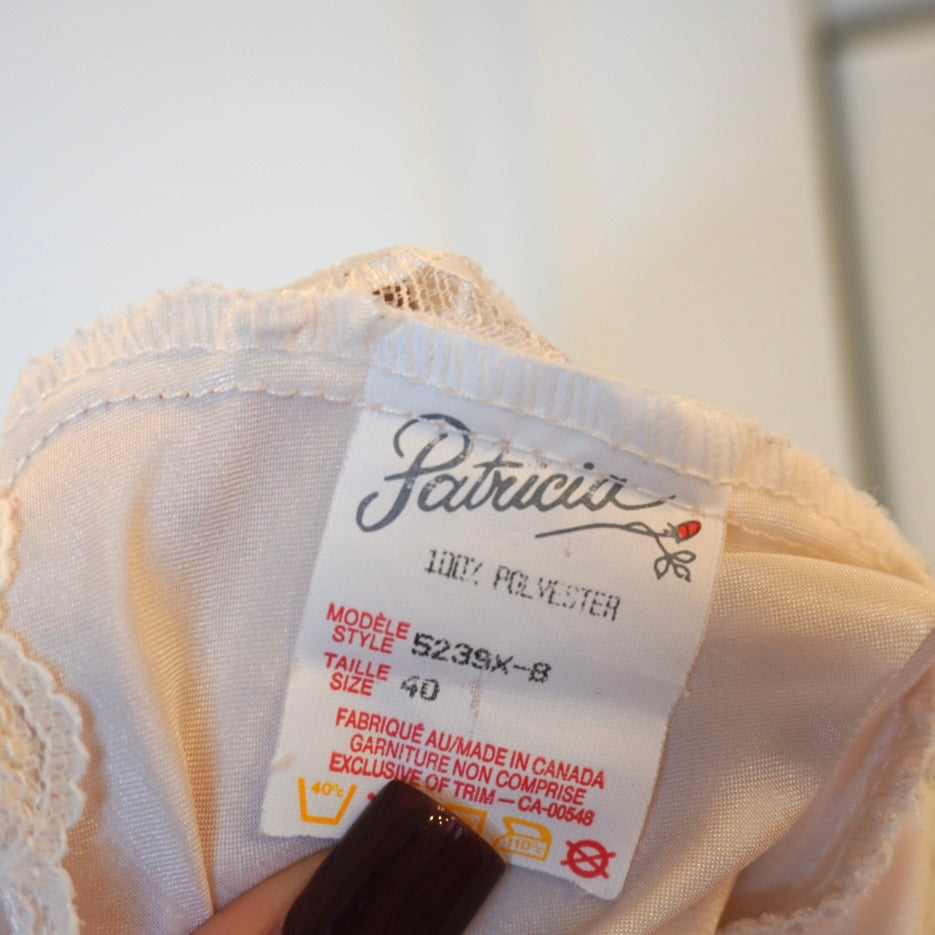 Patricia
100% POLYESTER
MODÈLE
STYLE 5239X-8
TAILLE
SIZE 40
FABRIQUÉ AU/MADE IN CANADA
GARNITURE NON COMPRISE
EXCLUSIVE OF TRIM — CA-00548
40°c
110°c